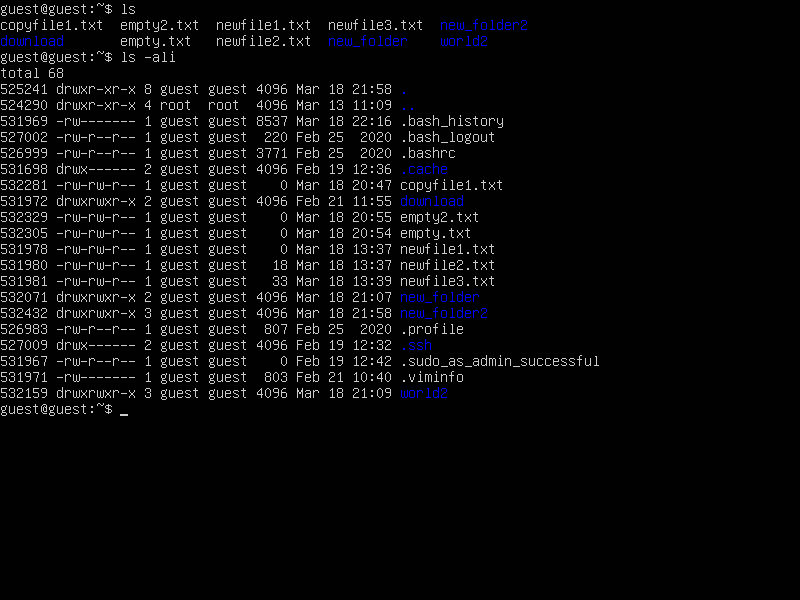 guest@guest:~$ ls
copyfile1.txt  empty2.txt  newfile1.txt  newfile3.txt  new_folder2
download       empty.txt   newfile2.txt  new_folder    world2
guest@guest:~$ ls -ali
total 68
525241 drwxr-xr-x 8 guest guest 4096 Mar 18 21:58 .
524290 drwxr-xr-x 4 root  root  4096 Mar 13 11:09 ..
531969 -rw------- 1 guest guest 8537 Mar 18 22:16 .bash_history
527002 -rw-r--r-- 1 guest guest  220 Feb 25  2020 .bash_logout
526999 -rw-r--r-- 1 guest guest 3771 Feb 25  2020 .bashrc
531698 drwx------ 2 guest guest 4096 Feb 19 12:36 .cache
532281 -rw-rw-r-- 1 guest guest    0 Mar 18 20:47 copyfile1.txt
531972 drwxrwxr-x 2 guest guest 4096 Feb 21 11:55 download
532329 -rw-rw-r-- 1 guest guest    0 Mar 18 20:55 empty2.txt
532305 -rw-rw-r-- 1 guest guest    0 Mar 18 20:54 empty.txt
531978 -rw-rw-r-- 1 guest guest    0 Mar 18 13:37 newfile1.txt
531980 -rw-rw-r-- 1 guest guest   18 Mar 18 13:37 newfile2.txt
531981 -rw-rw-r-- 1 guest guest   33 Mar 18 13:39 newfile3.txt
532071 drwxrwxr-x 2 guest guest 4096 Mar 18 21:07 new_folder
532432 drwxrwxr-x 3 guest guest 4096 Mar 18 21:58 new_folder2
526983 -rw-r--r-- 1 guest guest  807 Feb 25  2020 .profile
527009 drwx------ 2 guest guest 4096 Feb 19 12:32 .ssh
531967 -rw-r--r-- 1 guest guest    0 Feb 19 12:42 .sudo_as_admin_successful
531971 -rw------- 1 guest guest  803 Feb 21 10:40 .viminfo
532159 drwxrwxr-x 3 guest guest 4096 Mar 18 21:09 world2
guest@guest:~$ _